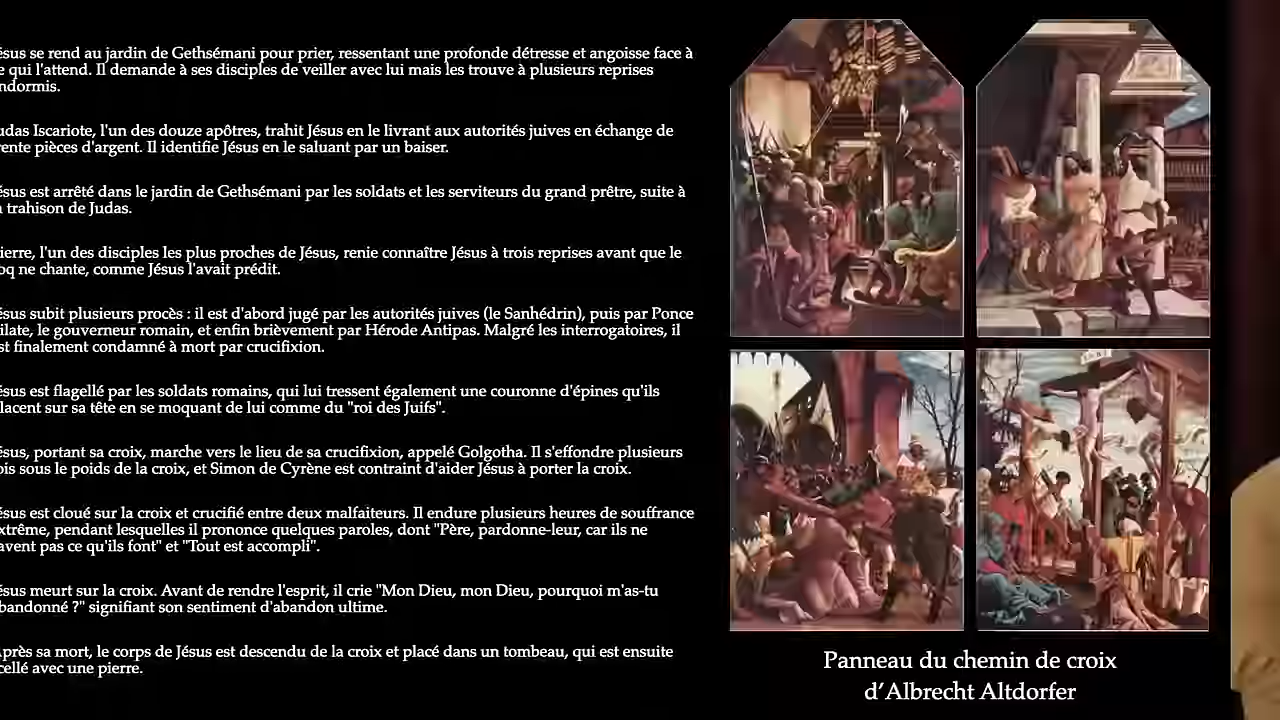 ésus se rend au jardin de Gethsémani pour prier, ressentant une profonde détresse et angoisse face à
e qui l'attend. Il demande à ses disciples de veiller avec lui mais les trouve à plusieurs reprises
ndormis.
udas Iscariote, l'un des douze apôtres, trahit Jésus en le livrant aux autorités juives en échange de
rente pièces d'argent. Il identifie Jésus en le saluant par un baiser.
ésus est arrêté dans le jardin de Gethsémani par les soldats et les serviteurs du grand prêtre, suite à
a trahison de Judas.
ierre, l'un des disciples les plus proches de Jésus, renie connaître Jésus à trois reprises avant que le
oq ne chante, comme Jésus l'avait prédit.
ésus subit plusieurs procès : il est d'abord jugé par les autorités juives (le Sanhédrin), puis par Ponce
ilate, le gouverneur romain, et enfin brièvement par Hérode Antipas. Malgré les interrogatoires, il
st finalement condamné à mort par crucifixion.
ésus est flagellé par les soldats romains, qui lui tressent également une couronne d'épines qu'ils
lacent sur sa tête en se moquant de lui comme du "roi des Juifs".
ésus, portant sa croix, marche vers le lieu de sa crucifixion, appelé Golgotha. Il s'effondre plusieurs
ois sous le poids de la croix, et Simon de Cyrène est contraint d'aider Jésus à porter la croix.
ésus est cloué sur la croix et crucifié entre deux malfaiteurs. Il endure plusieurs heures de souffrance
xtrême, pendant lesquelles il prononce quelques paroles, dont "Père, pardonne-leur, car ils ne
avent pas ce qu'ils font" et "Tout est accompli".
ésus meurt sur la croix. Avant de rendre l'esprit, il crie "Mon Dieu, mon Dieu, pourquoi m'as-tu
bandonné ?" signifiant son sentiment d'abandon ultime.
près sa mort, le corps de Jésus est descendu de la croix et placé dans un tombeau, qui est ensuite
cellé avec une pierre.
Panneau du chemin de croix
d'Albrecht Altdorfer